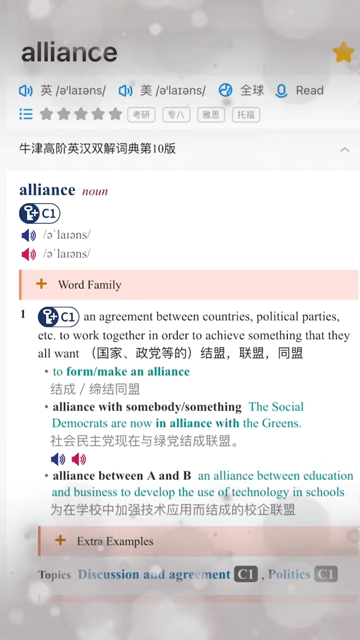 alliance
英 /əˈlaɪəns/ 美 /əˈlaɪəns/ 全球 Read
考研 专八 雅思 托福
牛津高阶英汉双解词典第10版
alliance noun
C1
/əˈlaɪəns/
/əˈlaɪəns/
+ Word Family
1 C1 an agreement between countries, political parties,
etc. to work together in order to achieve something that they
all want （国家、政党等的）结盟，联盟，同盟
• to form/make an alliance
结成／缔结同盟
• alliance with somebody/something The Social
Democrats are now in alliance with the Greens.
社会民主党现在与绿党结成联盟。
• alliance between A and B an alliance between education
and business to develop the use of technology in schools
为在学校中加强技术应用而结成的校企联盟
+ Extra Examples
Topics Discussion and agreement C1 , Politics C1